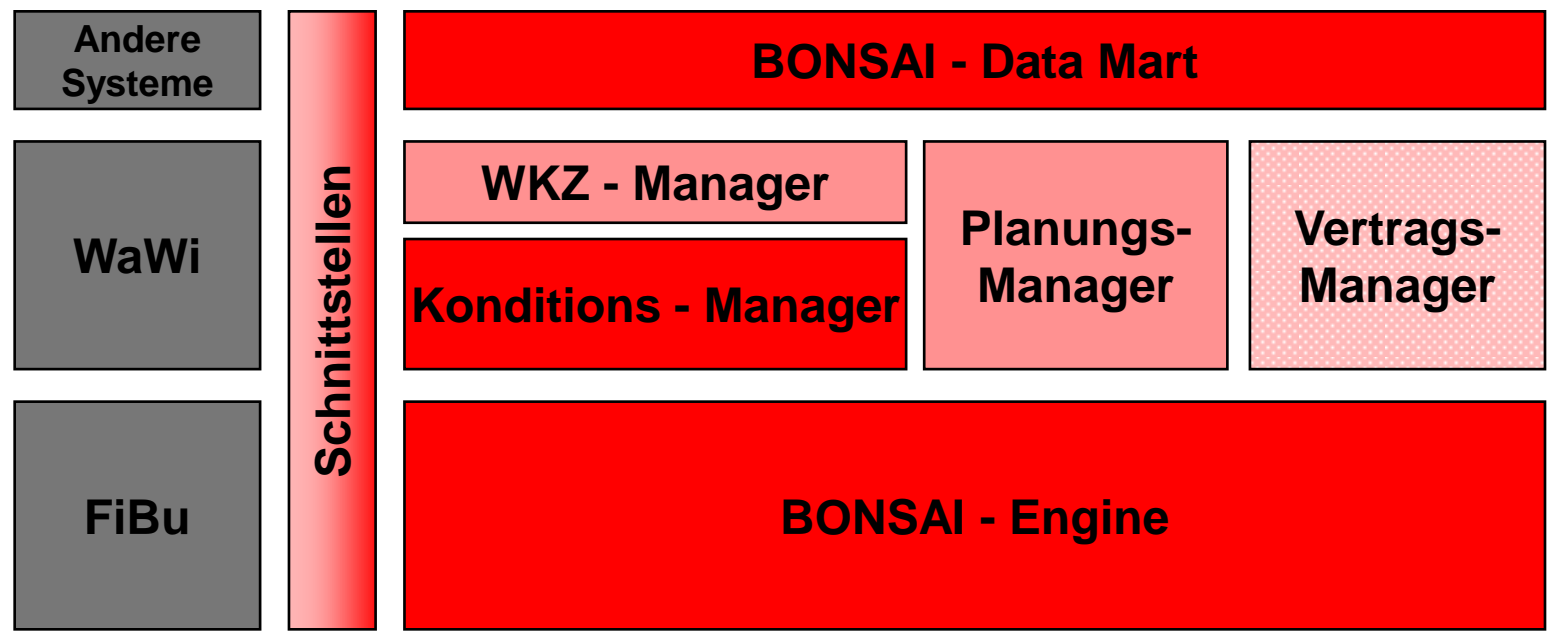 Andere
Systeme
BONSAI - Data Mart
Schnittstellen
WaWi
WKZ - Manager
Konditions - Manager
Planungs-
Manager
Vertrags-
Manager
FiBu
BONSAI - Engine